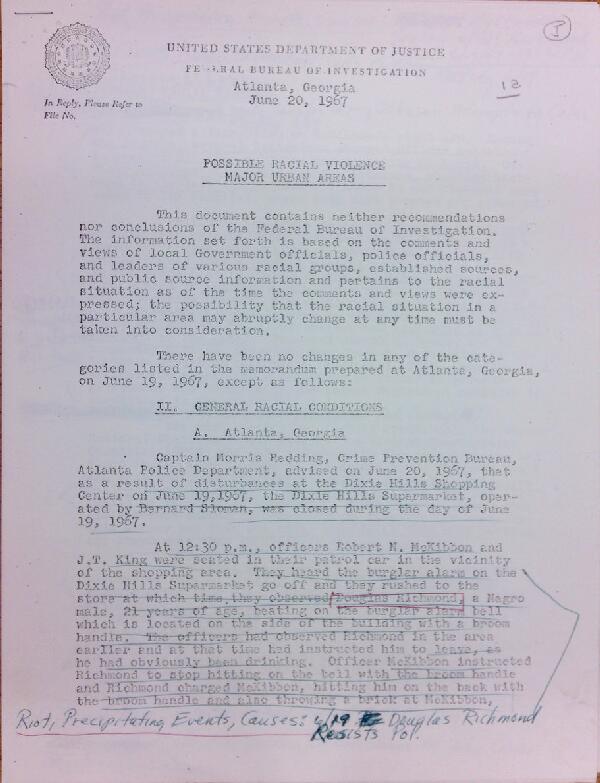 I
UNITED STATES DEPARTMENT OF JUSTICE
FEDERAL BUREAU OF INVESTIGATION
Atlanta, Georgia
June 20, 1967
12
In Reply, Please Refer to
File No.
POSSIBLE RACIAL VIOLENCE
MAJOR URBAN AREAS
This document contains neither recommendations
nor conclusions of the Federal Bureau of Investigation.
The information set forth is based on the comments and
views of local Government officials, police officials,
and leaders of various racial groups, established sources,
and public source information and pertains to the racial
situation as of the time the comments and views were ex-
pressed; the possibility that the racial situation in a
particular area may abruptly change at any time must be
taken into consideration.
There have been no changes in any of the cate-
gories listed in the memorandum prepared at Atlanta, Georgia,
on June 19, 1967, except as follows:
II. GENERAL RACIAL CONDITIONS
A. Atlanta, Georgia
Captain Morris Redding, Crime Prevention Bureau,
Atlanta Police Department, advised on June 20, 1967, that
as a result of disturbances at the Dixie Hills Shopping
Center on June 19, 1967, the Dixie Hills Supermarket, oper-
ated by Bernard Sloman, was closed during the day of June
19, 1967.
At 12:30 p.m., officers Robert N. McKibbon and
J.T. King were seated in their patrol car in the vicinity
of the shopping area. They heard the burglar alarm on the
Dixie Hills Supermarket go off and they rushed to the
store at which time they observed Douglas Richmond, a Negro
male, 21 years of age, beating on the burglar alarm bell
which is located on the side of the building with a broom
handle. The officers had observed Richmond in the area
earlier and at that time had instructed him to leave, as
he had obviously been drinking. Officer McKibbon instructed
Richmond to stop hitting on the bell with the broom handle
and Richmond charged McKibbon, hitting him on the back with
the broom handle and also throwing a brick at McKibbon,
Riot, Precipitating Events, Causes: 6/19 Douglas Richmond
Resists Pol.